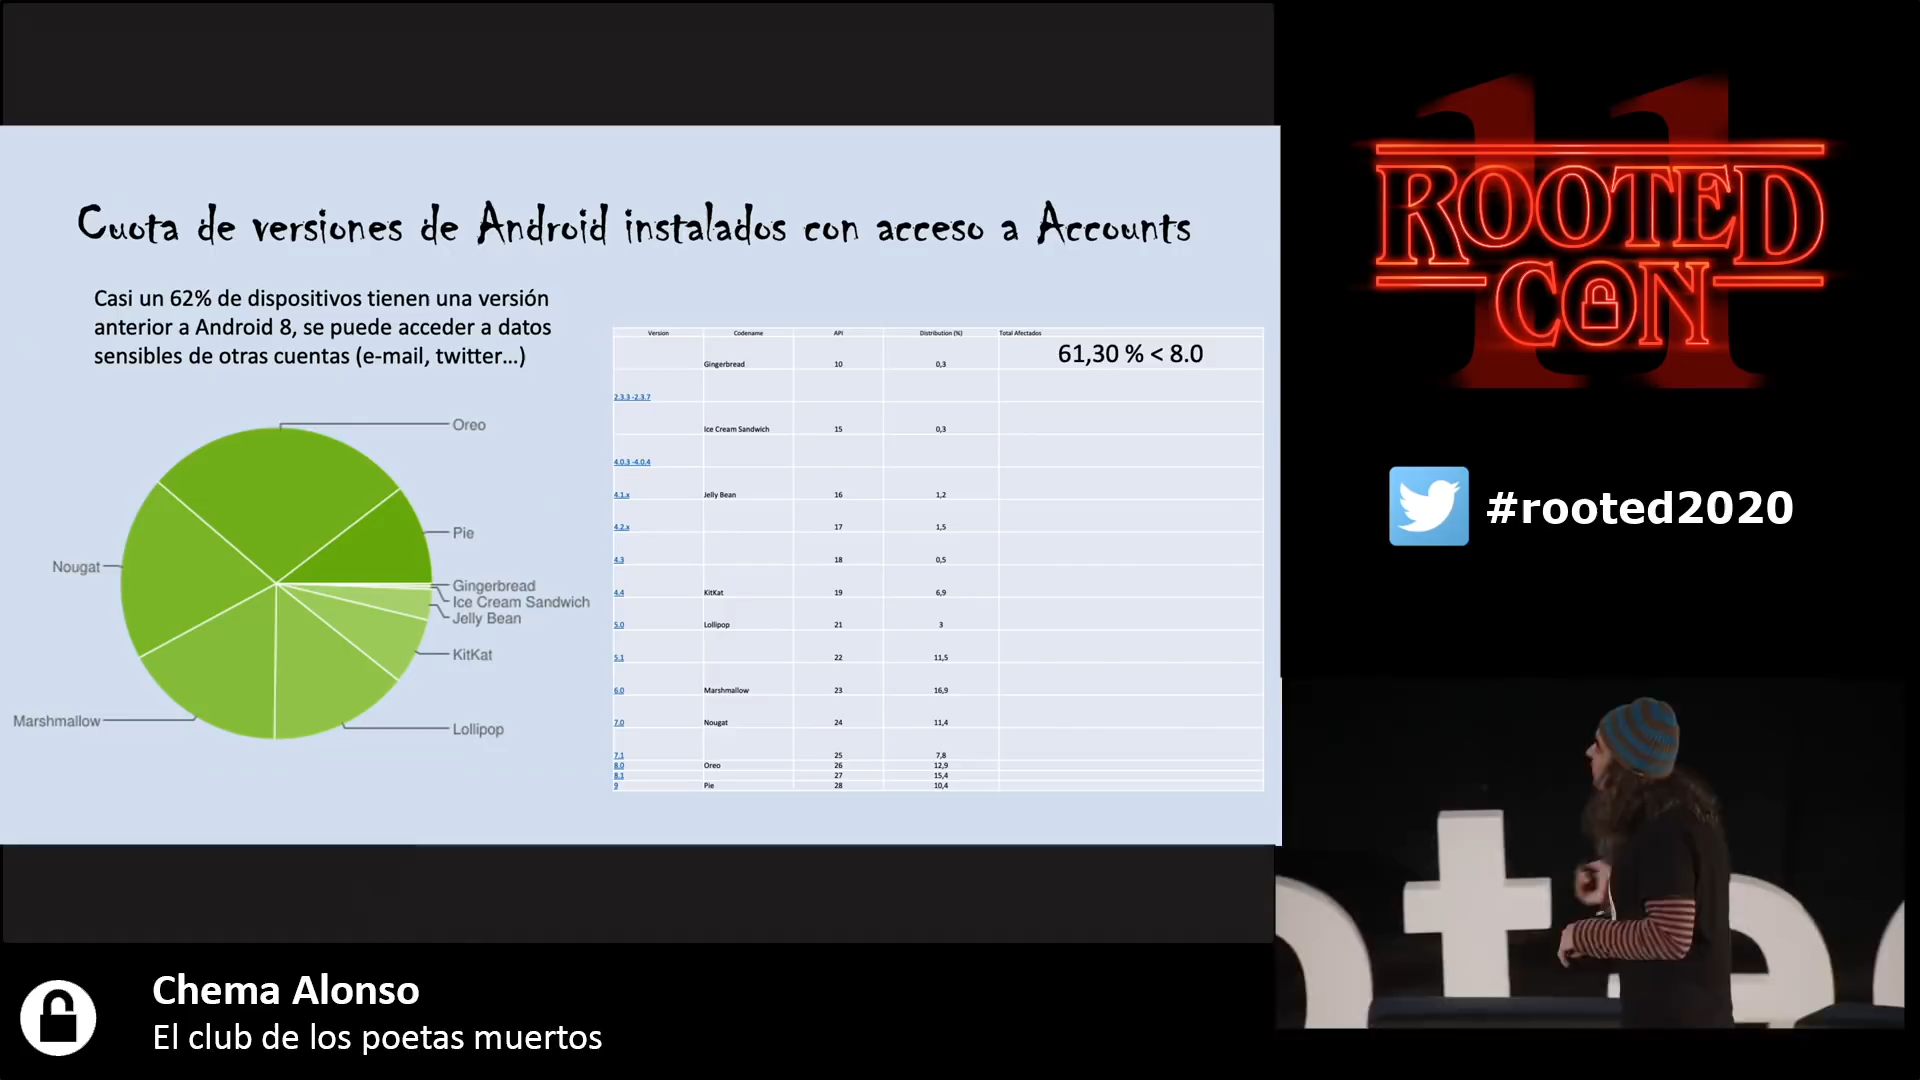 Cuota de versiones de Android instalados con acceso a Accounts
Casi un 62% de dispositivos tienen una versión
anterior a Android 8, se puede acceder a datos
sensibles de otras cuentas (e-mail, twitter...)
Oreo
Pie
Nougat
Gingerbread
Ice Cream Sandwich
Jelly Bean
KitKat
Marshmallow
Lollipop
Version Codename API Distribution (%) Total Afectados
61,30 % < 8.0
Gingerbread 10 0,3
2.3.3 -2.3.7
Ice Cream Sandwich 15 0,3
4.0.3 -4.0.4
4.1.x Jelly Bean 16 1,2
4.2.x 17 1,5
4.3 18 0,5
4.4 KitKat 19 6,9
5.0 Lollipop 21 3
5.1 22 11,5
6.0 Marshmallow 23 16,9
7.0 Nougat 24 11,4
7.1 25 7,8
8.0 Oreo 26 12,9
8.1 27 15,4
9 Pie 28 10,4
11
ROOTED
CON
#rooted2020
ote
Chema Alonso
El club de los poetas muertos